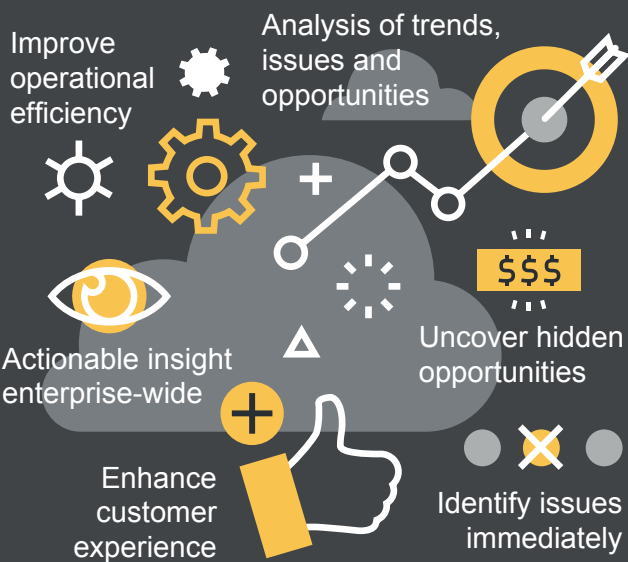 Improve
operational
efficiency
Analysis of trends,
issues and
opportunities
$$$
Actionable insight
enterprise-wide
Uncover hidden
opportunities
Enhance
customer
experience
Identify issues
immediately